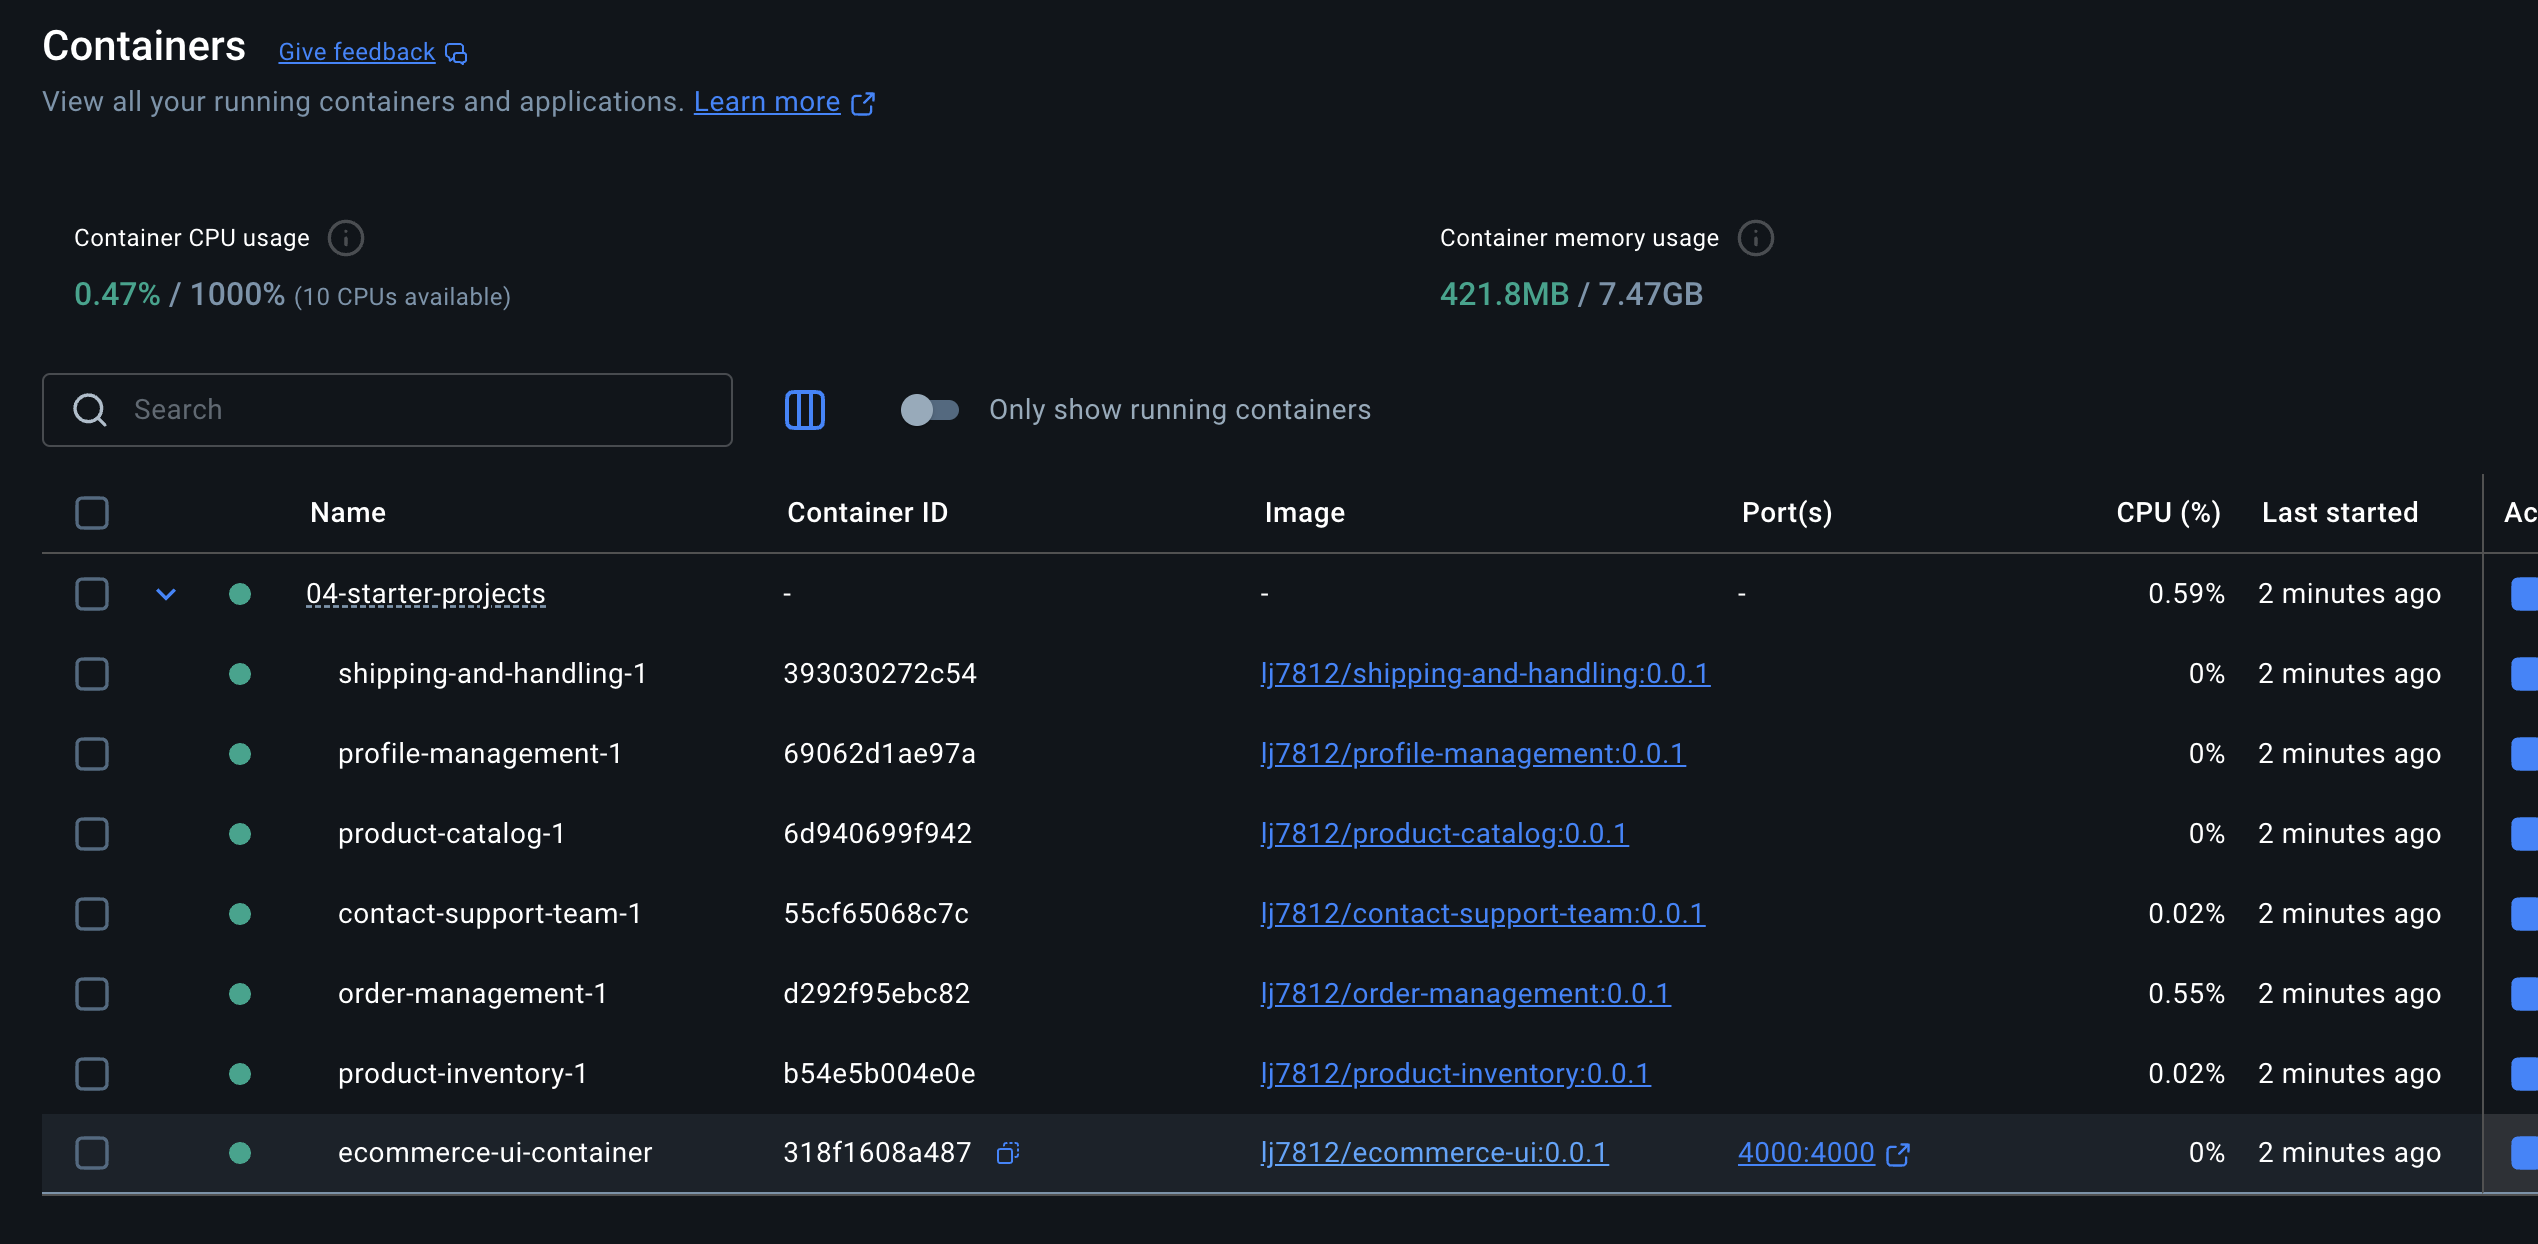 Containers Give feedback
View all your running containers and applications. Learn more
Container CPU usage
0.47% / 1000% (10 CPUs available)
Container memory usage
421.8MB / 7.47GB
Search
Only show running containers
Name Container ID Image Port(s) CPU (%) Last started Ac
04-starter-projects - - - 0.59% 2 minutes ago
shipping-and-handling-1 393030272c54 lj7812/shipping-and-handling:0.0.1 0% 2 minutes ago
profile-management-1 69062d1ae97a lj7812/profile-management:0.0.1 0% 2 minutes ago
product-catalog-1 6d940699f942 lj7812/product-catalog:0.0.1 0% 2 minutes ago
contact-support-team-1 55cf65068c7c lj7812/contact-support-team:0.0.1 0.02% 2 minutes ago
order-management-1 d292f95ebc82 lj7812/order-management:0.0.1 0.55% 2 minutes ago
product-inventory-1 b54e5b004e0e lj7812/product-inventory:0.0.1 0.02% 2 minutes ago
ecommerce-ui-container 318f1608a487 lj7812/ecommerce-ui:0.0.1 4000:4000 0% 2 minutes ago